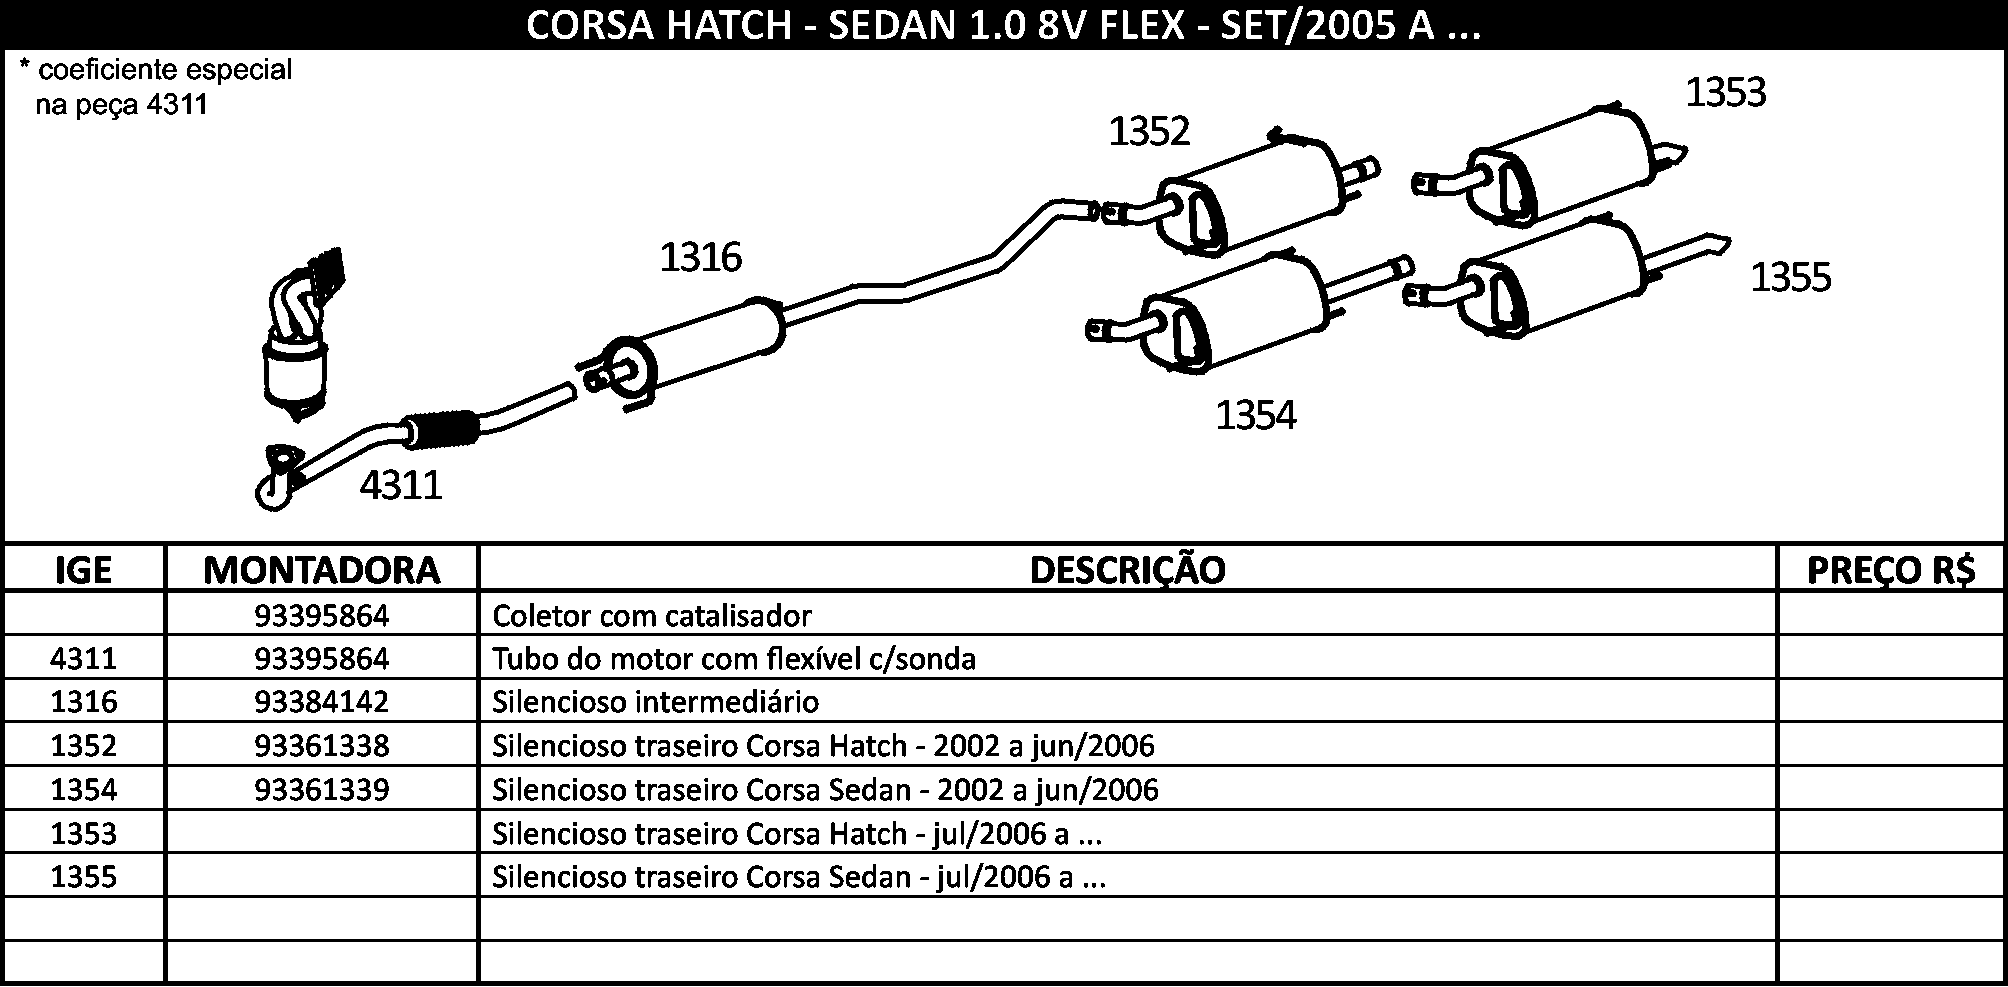 CORSA HATCH - SEDAN 1.0 8V FLEX - SET/2005 A ...
* coeficiente especial
na peça 4311
1353
1352
1316
1355
1354
4311
IGE MONTADORA DESCRIÇÃO PREÇO R$
93395864 Coletor com catalisador
4311 93395864 Tubo do motor com flexível c/sonda
1316 93384142 Silencioso intermediário
1352 93361338 Silencioso traseiro Corsa Hatch - 2002 a jun/2006
1354 93361339 Silencioso traseiro Corsa Sedan - 2002 a jun/2006
1353 Silencioso traseiro Corsa Hatch - jul/2006 a ...
1355 Silencioso traseiro Corsa Sedan - jul/2006 a ...